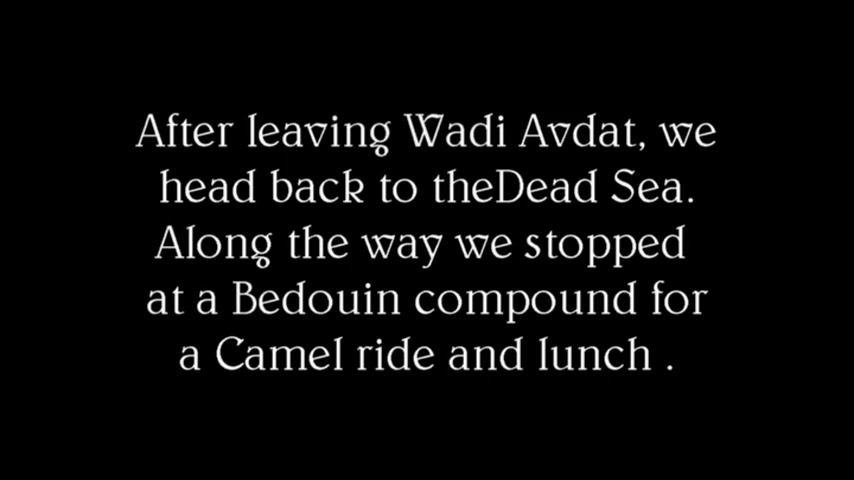 After leaving Wadi Avdat, we
head back to theDead Sea.
Along the way we stopped
at a Bedouin compound for
a Camel ride and lunch .